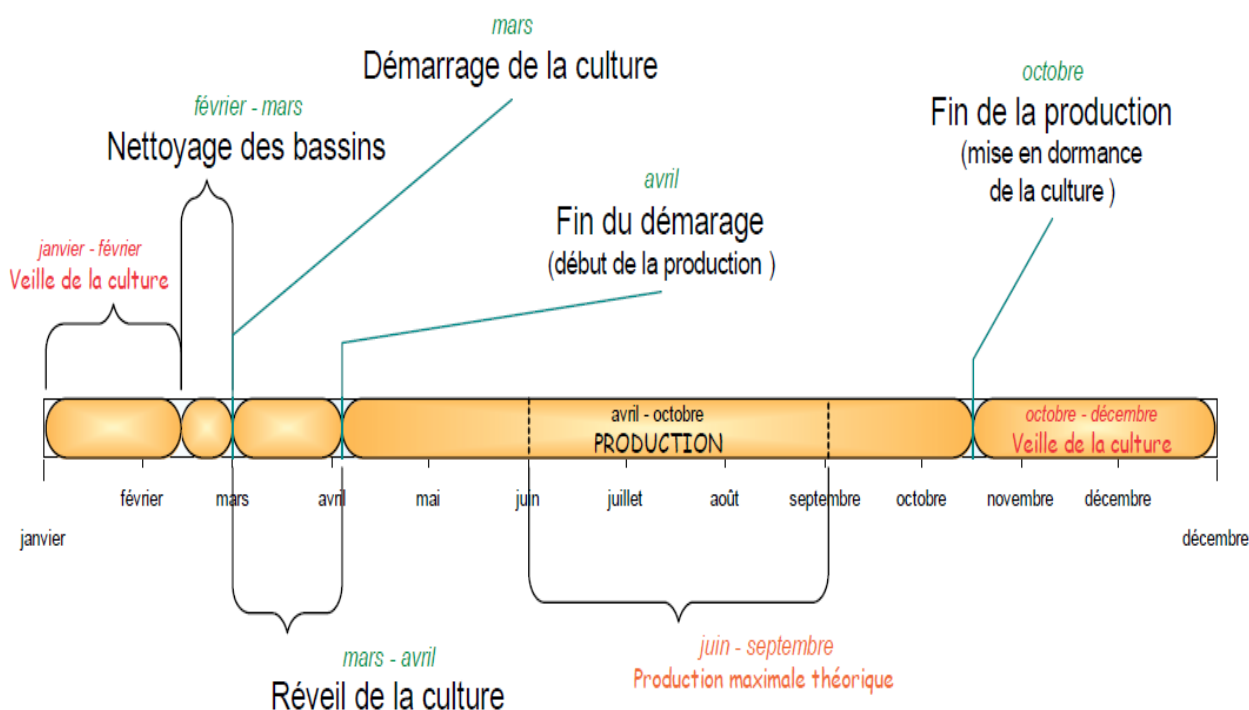 mars
Démarrage de la culture
février - mars
Nettoyage des bassins
octobre
Fin de la production
(mise en dormance
de la culture )
avril
Fin du démarage
(début de la production )
janvier - février
Veille de la culture
avril - octobre
PRODUCTION
octobre - décembre
Veille de la culture
février
mars
avril
mai
juin
juillet
août
septembre
octobre
novembre
décembre
janvier
décembre
mars - avril
Réveil de la culture
juin - septembre
Production maximale théorique